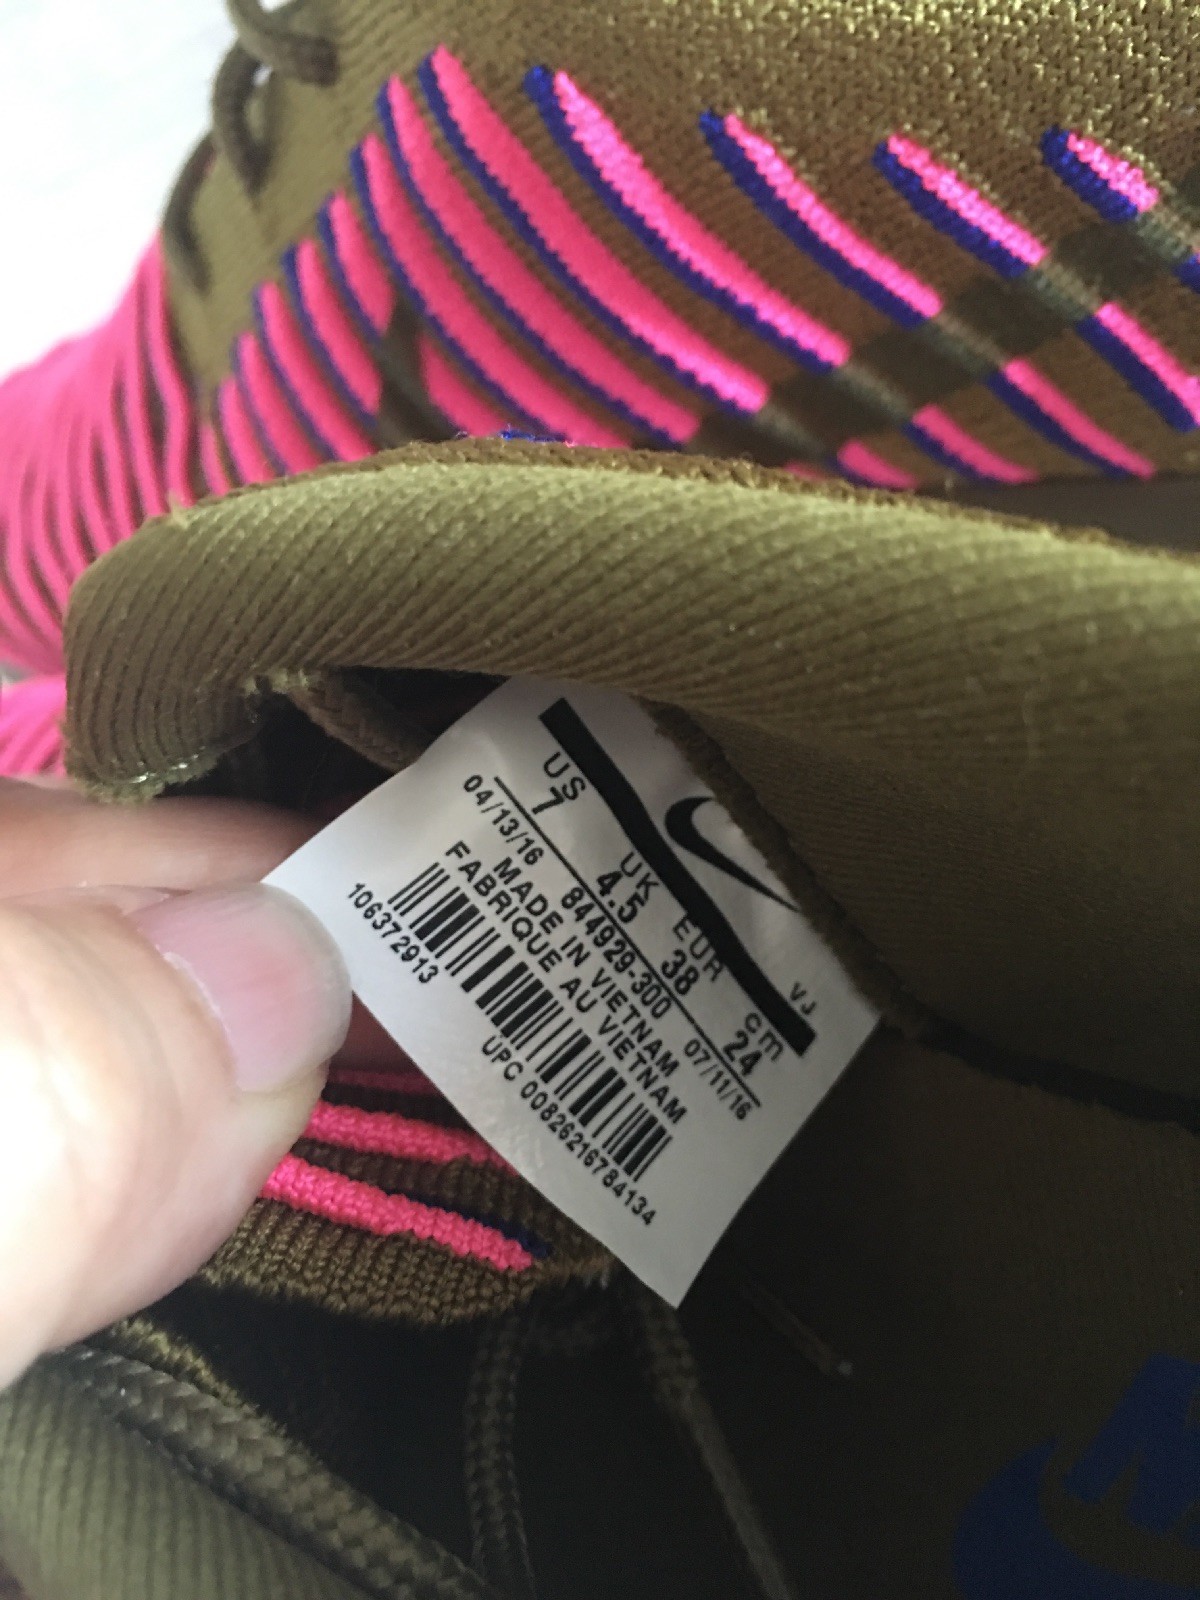 VJ
US UK EUR cm
7 4.5 38 24
04/13/16 844929-300 07/11/16
MADE IN VIETNAM
FABRIQUE AU VIETNAM
106372913
UPC 00826216784134